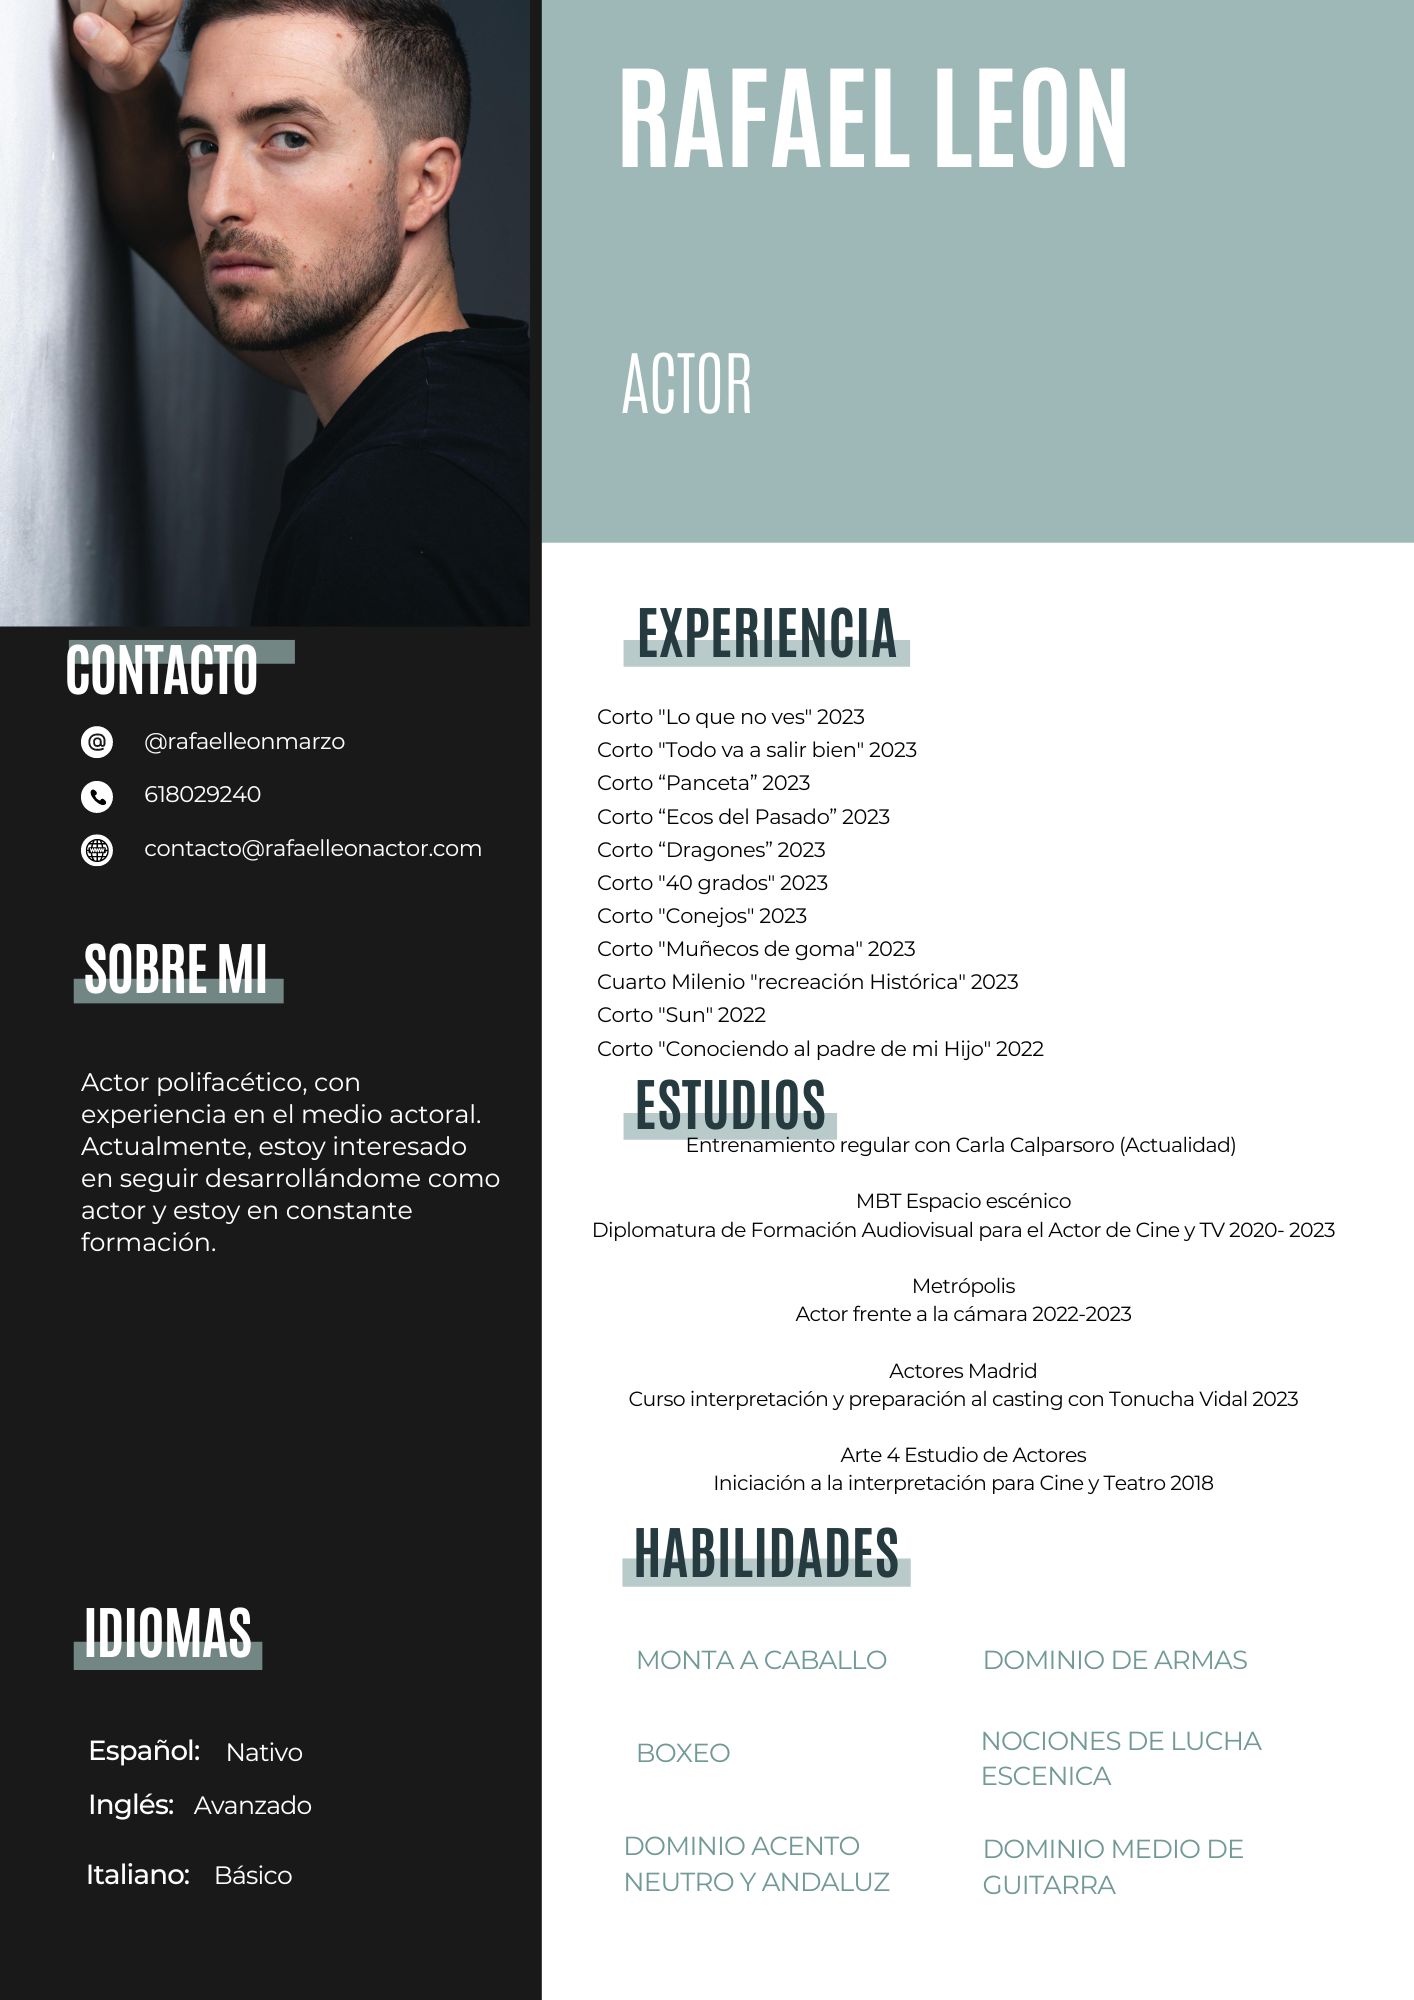 RAFAEL LEON
ACTOR
CONTACTO
@rafaelleonmarzo
618029240
contacto@rafaelleonactor.com
SOBRE MI
Actor polifacético, con
experiencia en el medio actoral.
Actualmente, estoy interesado
en seguir desarrollándome como
actor y estoy en constante
formación.
IDIOMAS
Español: Nativo
Inglés: Avanzado
Italiano: Básico
EXPERIENCIA
Corto "Lo que no ves" 2023
Corto "Todo va a salir bien" 2023
Corto “Panceta” 2023
Corto “Ecos del Pasado” 2023
Corto “Dragones” 2023
Corto "40 grados" 2023
Corto "Conejos" 2023
Corto "Muñecos de goma" 2023
Cuarto Milenio "recreación Histórica" 2023
Corto "Sun" 2022
Corto "Conociendo al padre de mi Hijo" 2022
ESTUDIOS
Entrenamiento regular con Carla Calparsoro (Actualidad)
MBT Espacio escénico
Diplomatura de Formación Audiovisual para el Actor de Cine y TV 2020- 2023
Metrópolis
Actor frente a la cámara 2022-2023
Actores Madrid
Curso interpretación y preparación al casting con Tonucha Vidal 2023
Arte 4 Estudio de Actores
Iniciación a la interpretación para Cine y Teatro 2018
HABILIDADES
MONTA A CABALLO
DOMINIO DE ARMAS
BOXEO
NOCIONES DE LUCHA
ESCENICA
DOMINIO ACENTO
NEUTRO Y ANDALUZ
DOMINIO MEDIO DE
GUITARRA